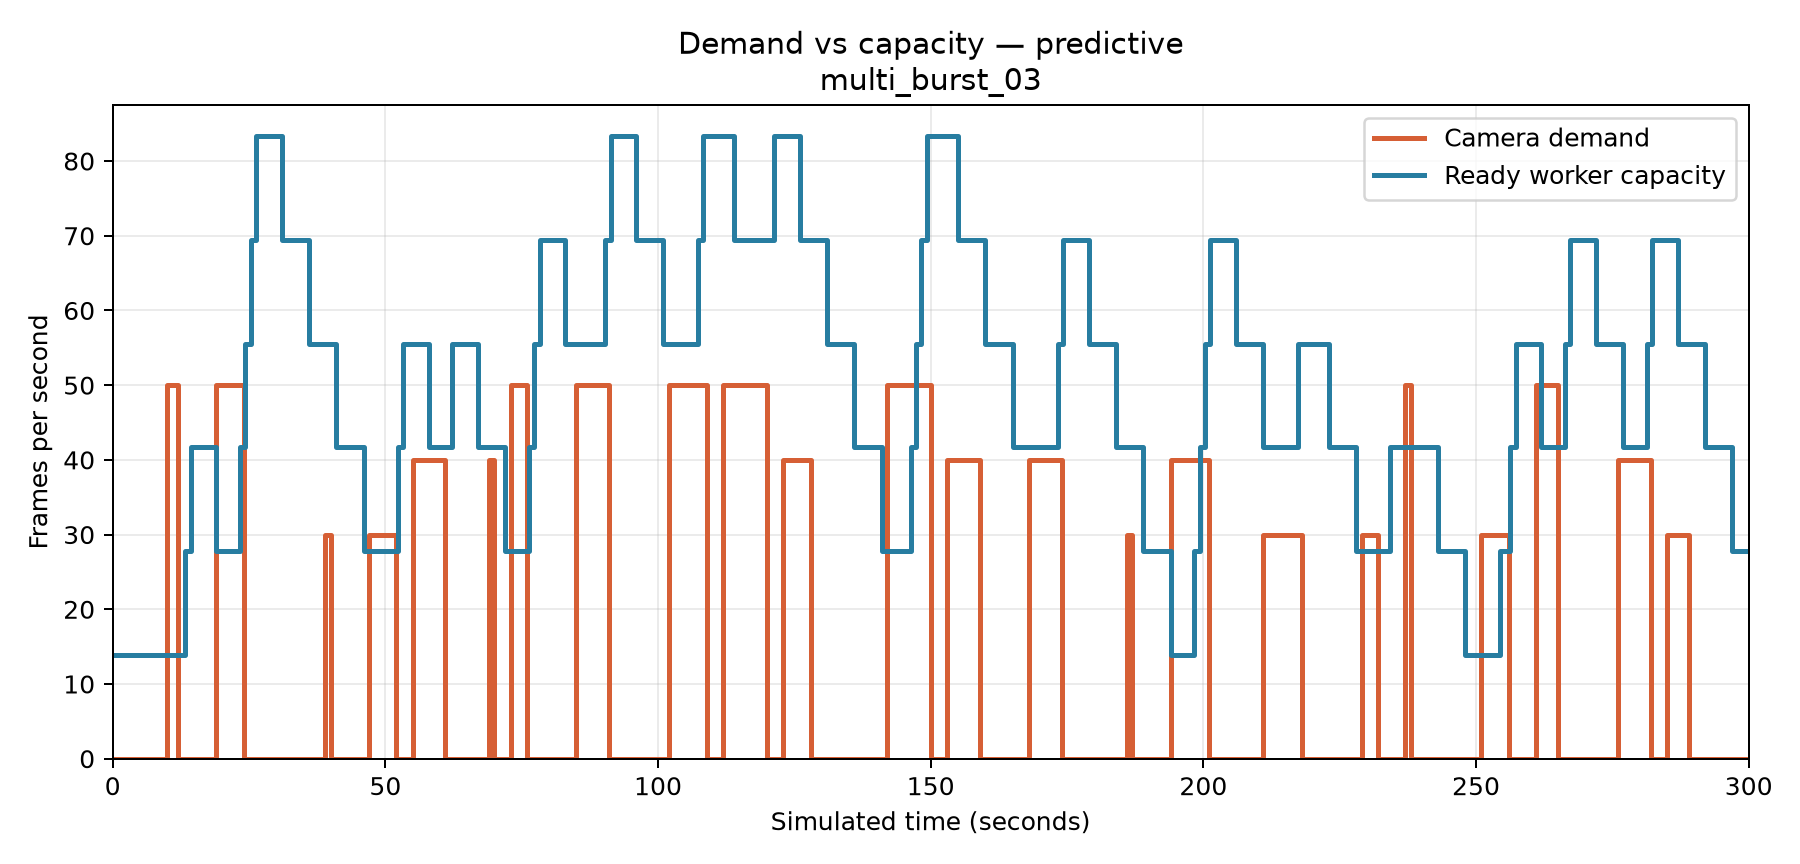 Demand vs capacity — predictive
multi_burst_03
Camera demand
Ready worker capacity
Frames per second
80
70
60
50
40
30
20
10
0
0 50 100 150 200 250 300
Simulated time (seconds)